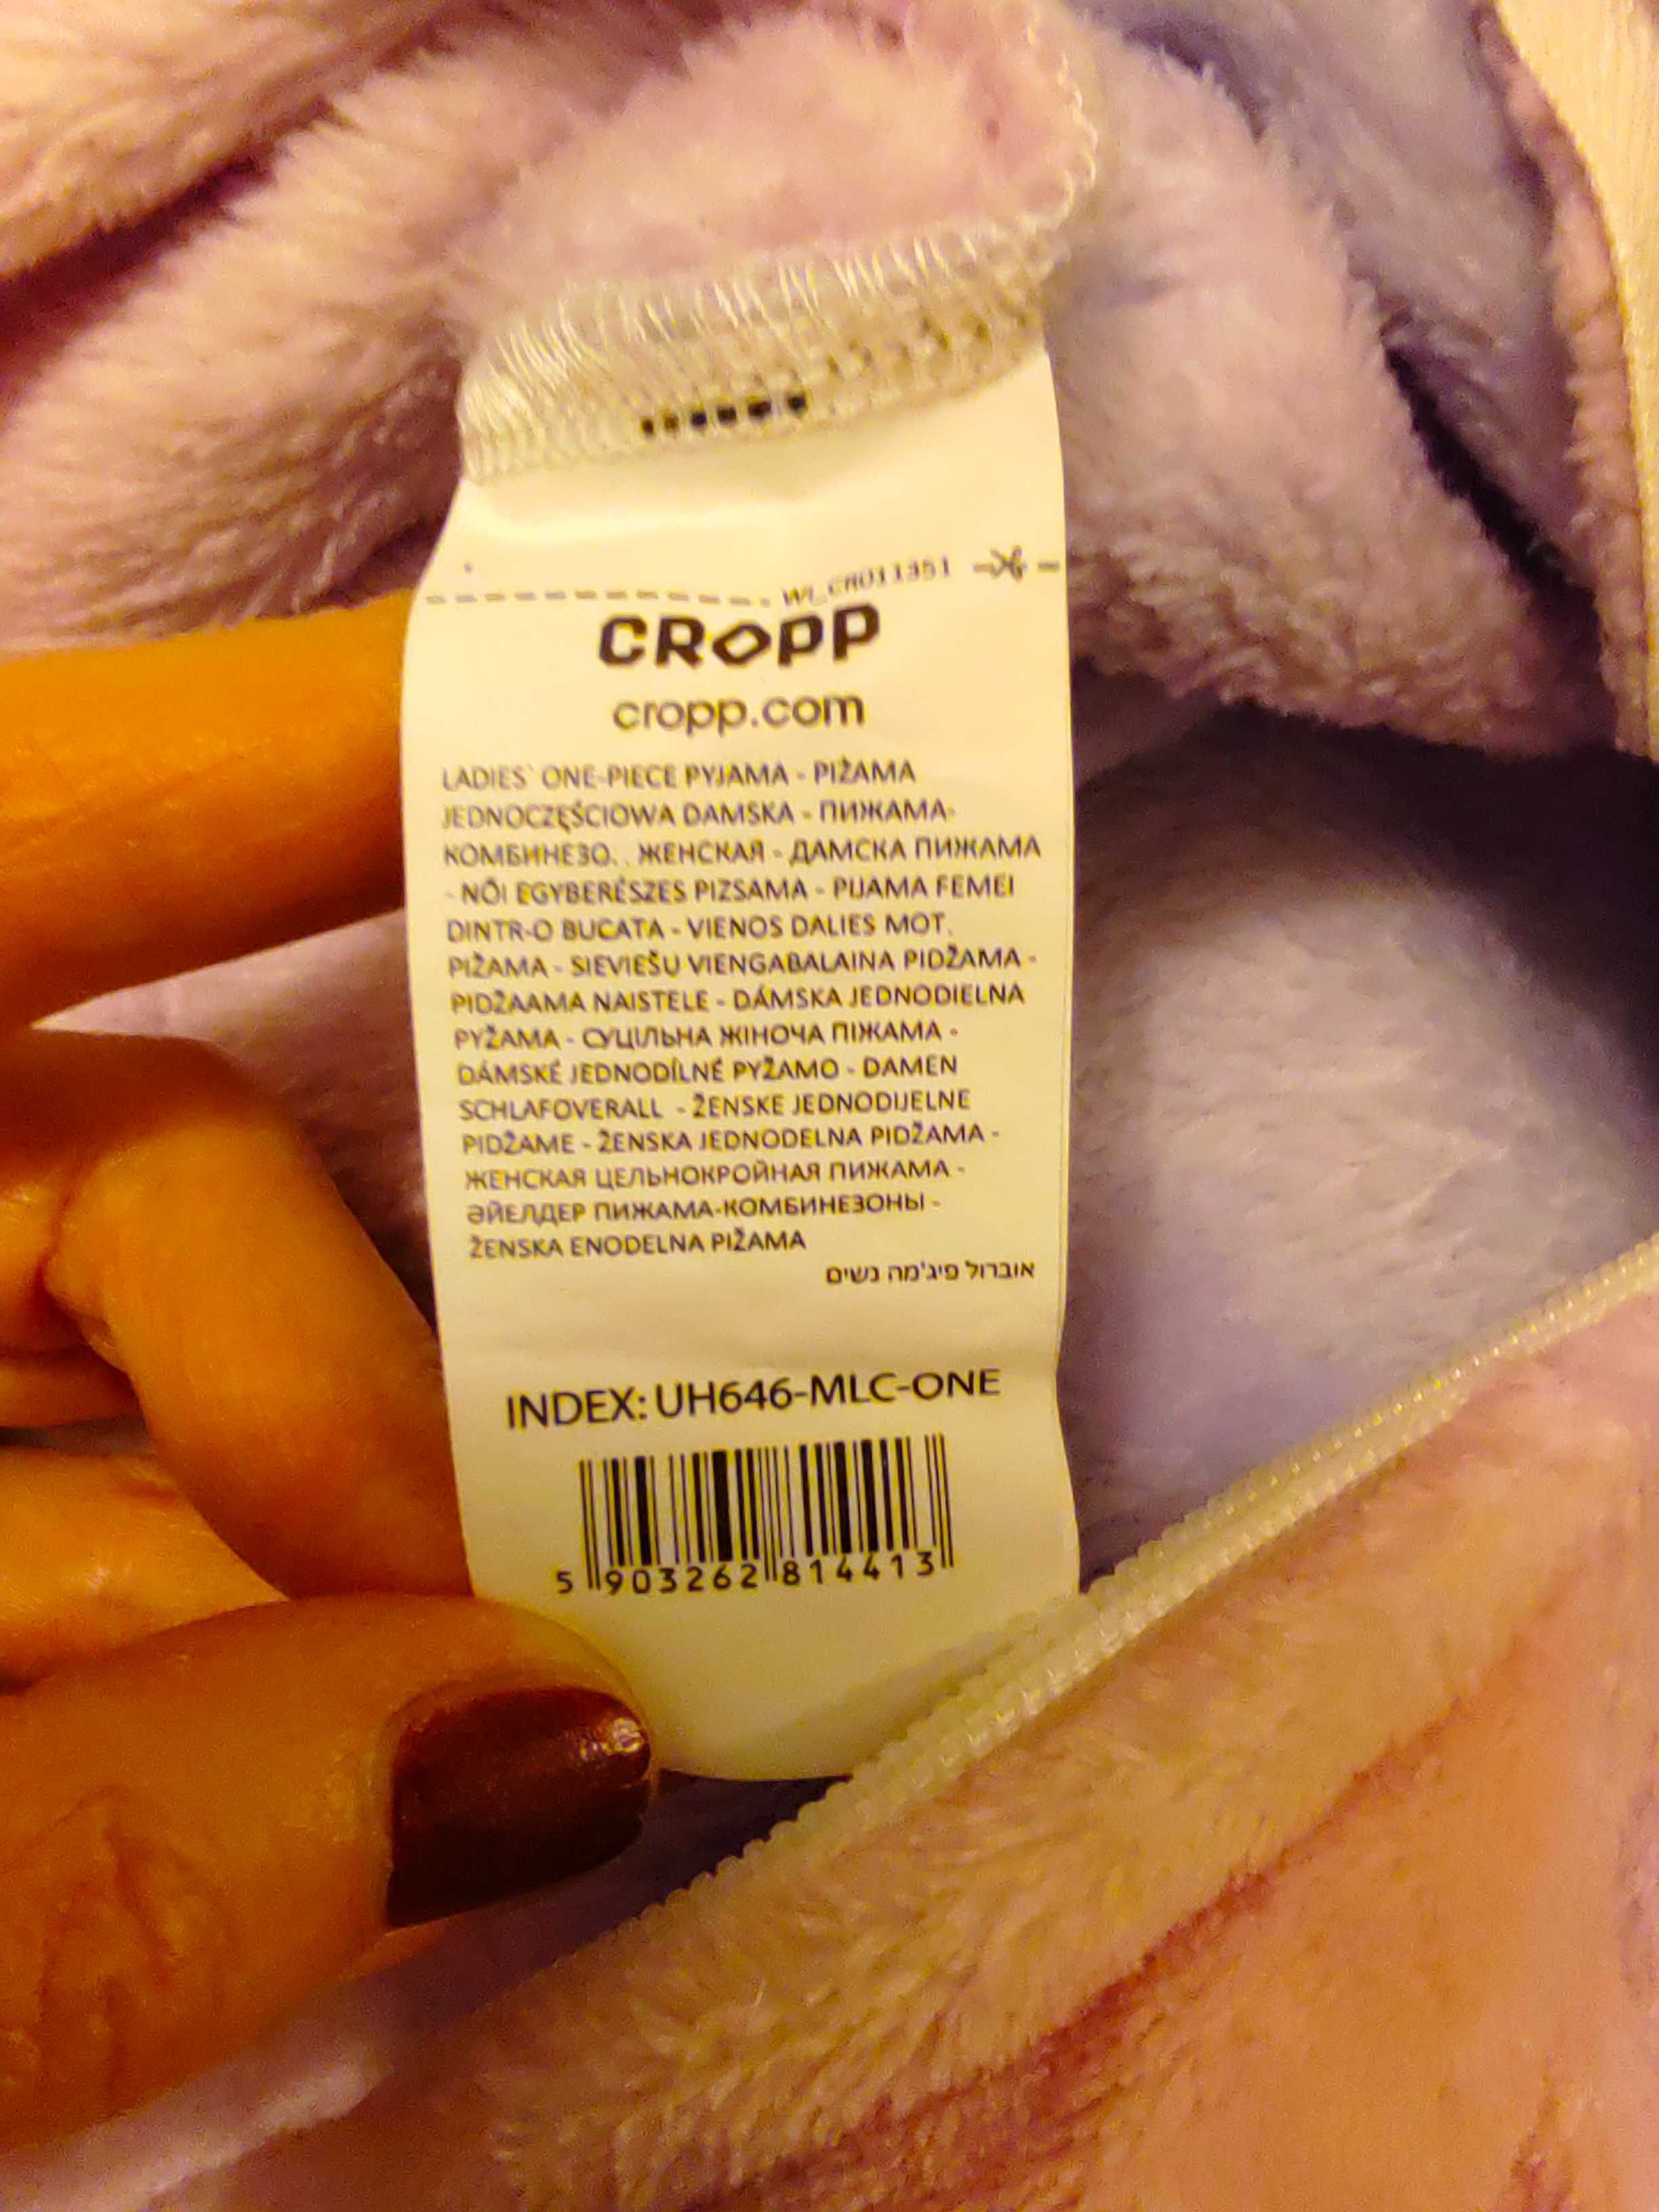 WI_CR011351
CROPP
cropp.com
LADIES` ONE-PIECE PYJAMA - PIŻAMA
JEDNOCZĘŚCIOWA DAMSKA - ПИЖАМА-
КОМБИНЕЗО.. ЖЕНСКАЯ - ДАМСКА ПИЖАМА
- NŐI EGYBERÉSZES PIZSAMA - PIJAMA FEMEI
DINTR-O BUCATA - VIENOS DALIES MOT.
PIŽAMA - SIEVIEŠU VIENGABALAINA PIDŽAMA -
PIDŽAAMA NAISTELE - DÁMSKA JEDNODIELNA
PYŽAMA - СУЦІЛЬНА ЖІНОЧА ПІЖАМА -
DÁMSKÉ JEDNODÍLNÉ PYŽAMO - DAMEN
SCHLAFOVERALL - ŽENSKE JEDNODIJELNE
PIDŽAME - ŽENSKA JEDNODELNA PIDŽAMA -
ЖЕНСКАЯ ЦЕЛЬНОКРОЙНАЯ ПИЖАМА -
ӘЙЕЛДЕР ПИЖАМА-КОМБИНЕЗОНЫ -
ŽENSKA ENODELNA PIŽAMA
אוברול פיג'מה נשים
INDEX: UH646-MLC-ONE
5 903262 814413